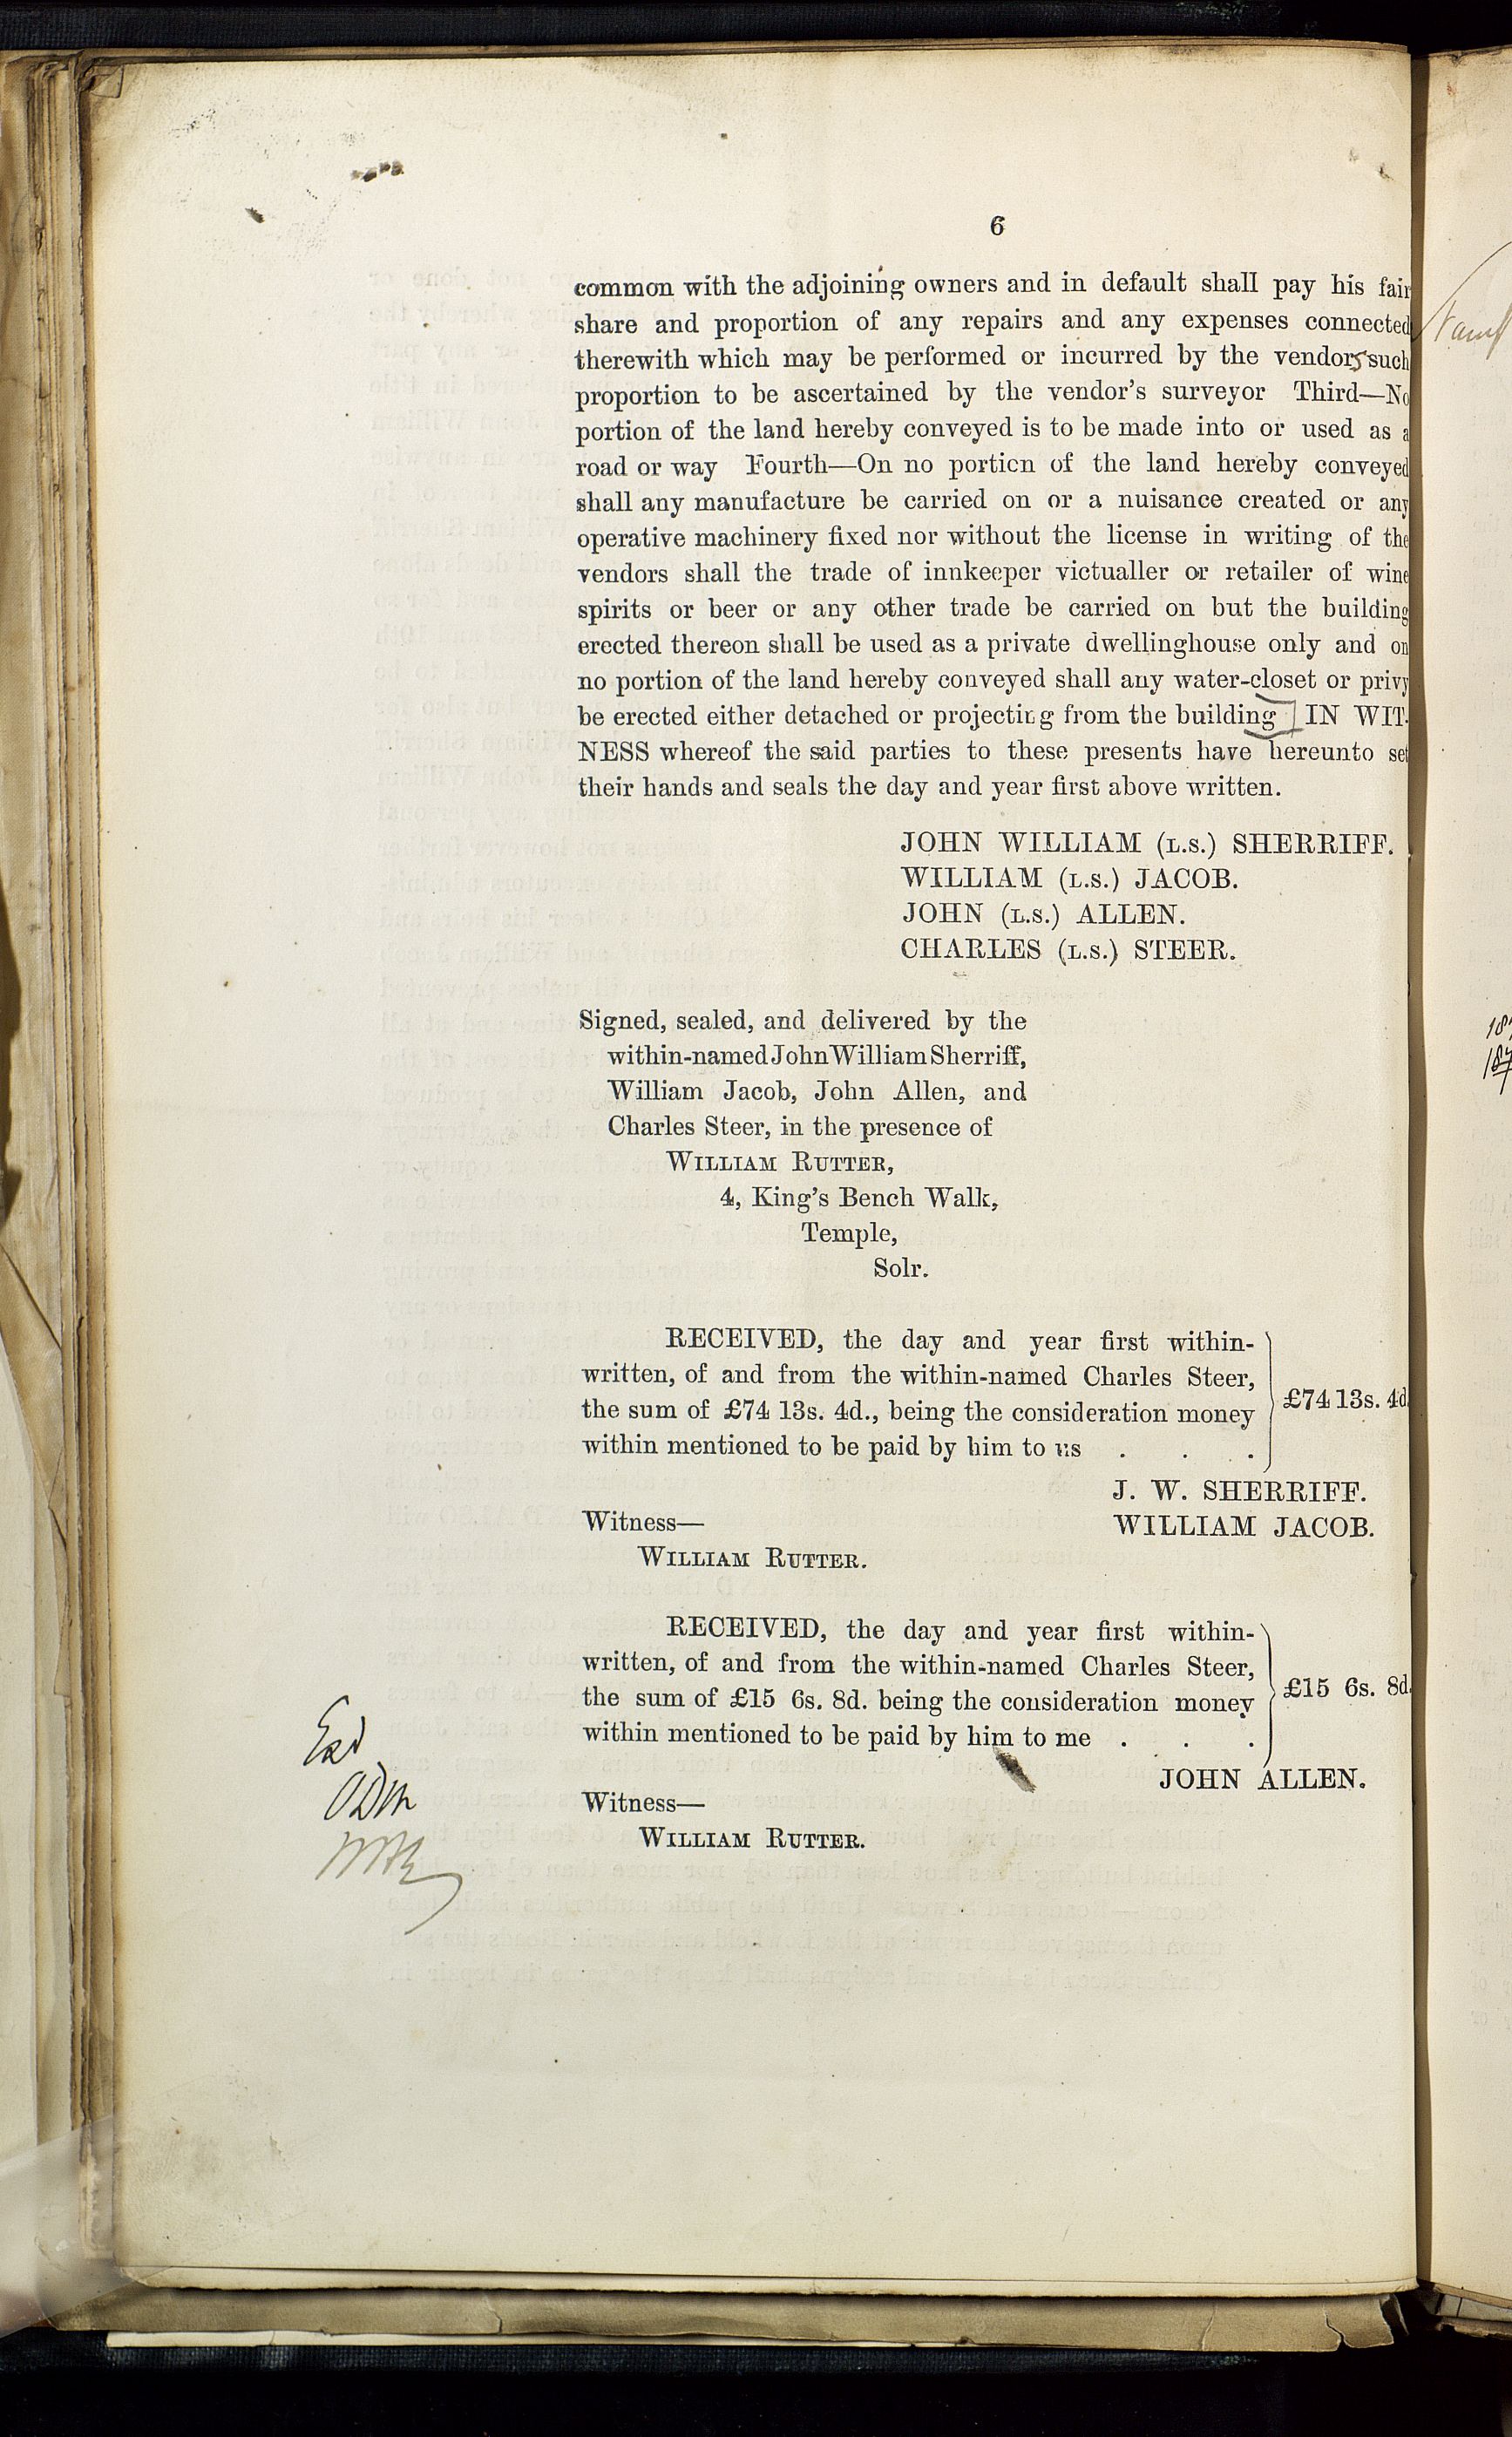 6
common with the adjoining owners and in default shall pay his fair
share and proportion of any repairs and any expenses connected
therewith which may be performed or incurred by the vendors such
proportion to be ascertained by the vendor's surveyor Third—No
portion of the land hereby conveyed is to be made into or used as a
road or way Fourth—On no portion of the land hereby conveyed
shall any manufacture be carried on or a nuisance created or any
operative machinery fixed nor without the license in writing of the
vendors shall the trade of innkeeper victualler or retailer of wine
spirits or beer or any other trade be carried on but the building
erected thereon shall be used as a private dwellinghouse only and on
no portion of the land hereby conveyed shall any water-closet or privy
be erected either detached or projecting from the building ] IN WIT-
NESS whereof the said parties to these presents have hereunto set
their hands and seals the day and year first above written.
JOHN WILLIAM (L.S.) SHERRIFF.
WILLIAM (L.S.) JACOB.
JOHN (L.S.) ALLEN.
CHARLES (L.S.) STEER.
Signed, sealed, and delivered by the
within-named John William Sherriff,
William Jacob, John Allen, and
Charles Steer, in the presence of
WILLIAM RUTTER,
4, King's Bench Walk,
Temple,
Solr.
RECEIVED, the day and year first within-
written, of and from the within-named Charles Steer,
the sum of £74 13s. 4d., being the consideration money
within mentioned to be paid by him to us . . .
£74 13s. 4d.
J. W. SHERRIFF.
WILLIAM JACOB.
Witness—
WILLIAM RUTTER.
RECEIVED, the day and year first within-
written, of and from the within-named Charles Steer,
the sum of £15 6s. 8d. being the consideration money
within mentioned to be paid by him to me . . .
£15 6s. 8d.
JOHN ALLEN.
Witness—
WILLIAM RUTTER.
Exd